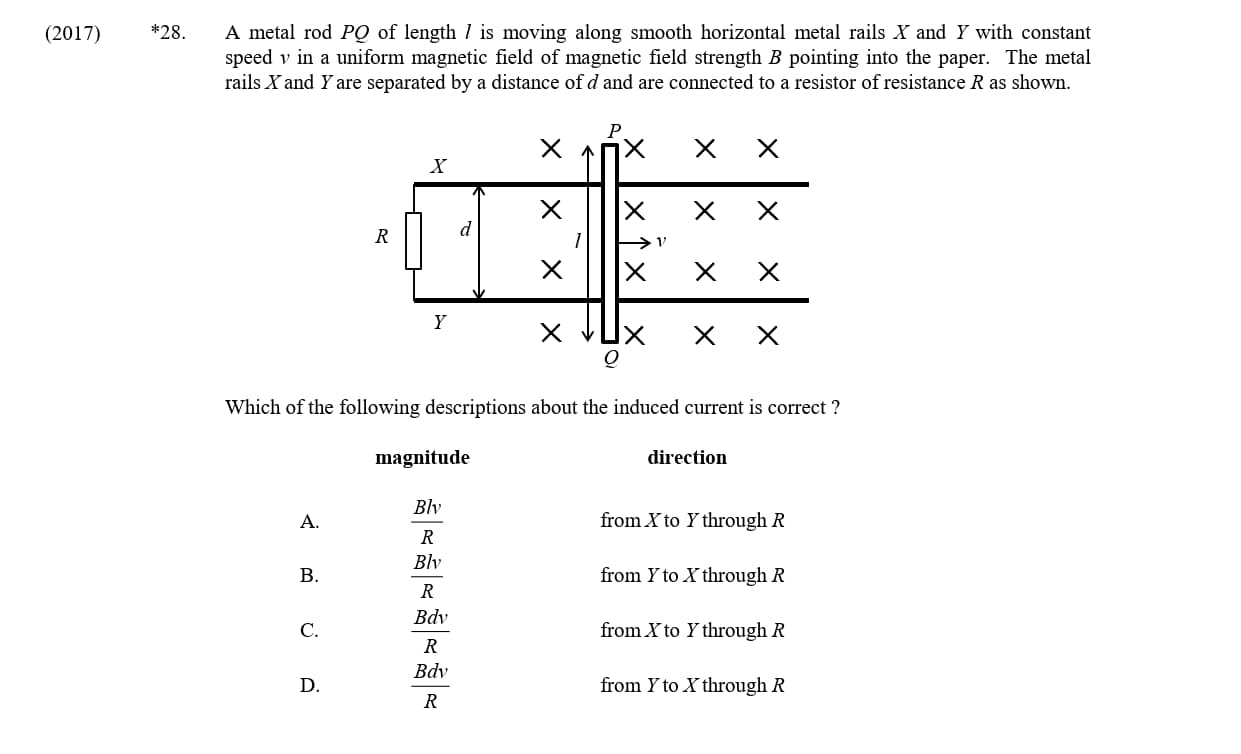 (2017) *28. A metal rod PQ of length l is moving along smooth horizontal metal rails X and Y with constant
speed v in a uniform magnetic field of magnetic field strength B pointing into the paper. The metal
rails X and Y are separated by a distance of d and are connected to a resistor of resistance R as shown.
P
X
R
d
l
v
Y
Q
Which of the following descriptions about the induced current is correct ?
magnitude direction
A. Blv/R from X to Y through R
B. Blv/R from Y to X through R
C. Bdv/R from X to Y through R
D. Bdv/R from Y to X through R